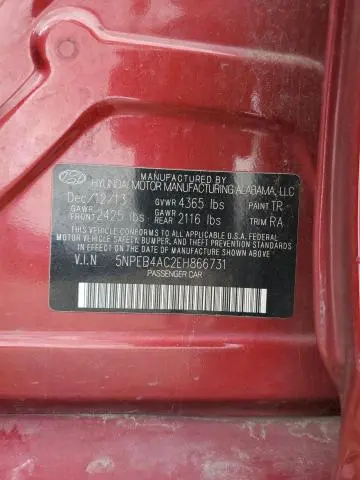 MANUFACTURED BY
HYUNDAI MOTOR MANUFACTURING ALABAMA, LLC
Dec/12/13 GVWR 4365 lbs PAINT TR
GAWR FRONT 2425 lbs GAWR REAR 2116 lbs TRIM RA
THIS VEHICLE CONFORMS TO ALL APPLICABLE U.S.A. FEDERAL
MOTOR VEHICLE SAFETY, BUMPER, AND THEFT PREVENTION STANDARDS
IN EFFECT ON THE DATE OF MANUFACTURE SHOWN ABOVE.
V.I.N 5NPEB4AC2EH866731
PASSENGER CAR